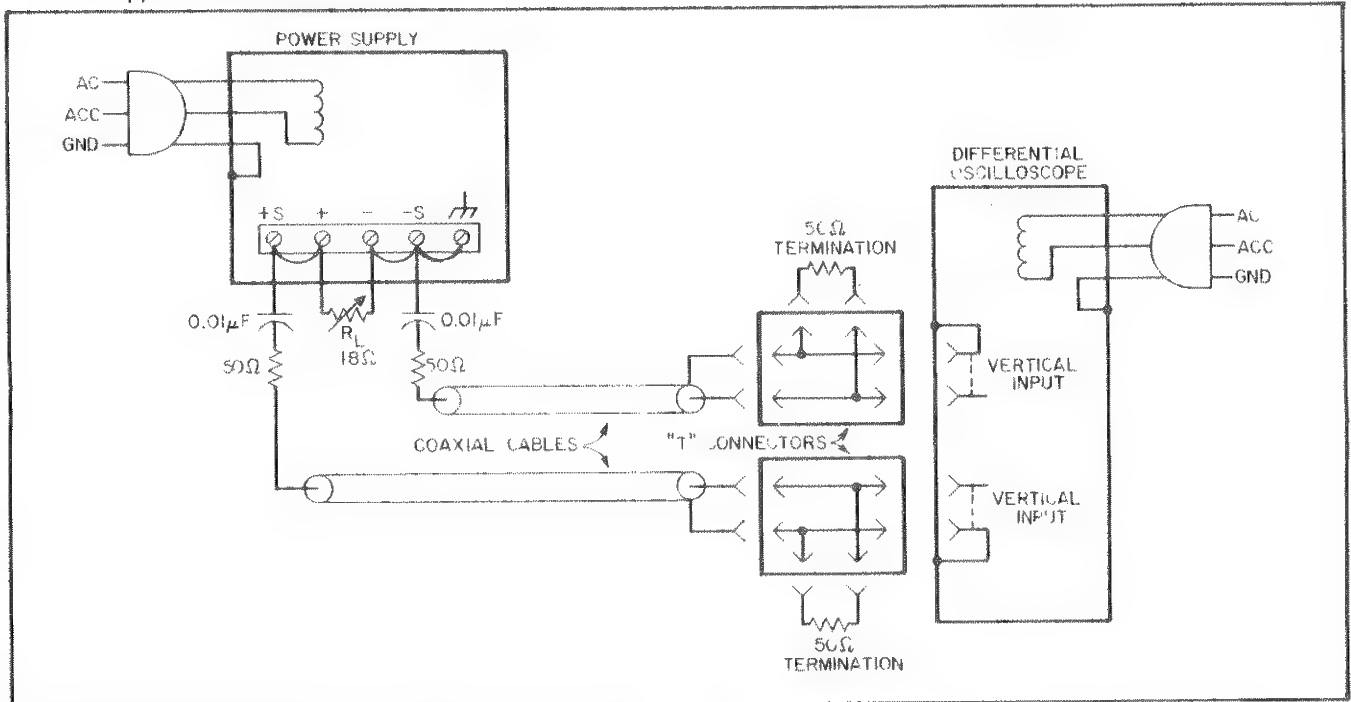 POWER SUPPLY
AC
ACC
GND
+S + - -S
0.01µF
RL
18Ω
0.01µF
50Ω
50Ω
COAXIAL CABLES
"T" CONNECTORS
50Ω
TERMINATION
50Ω
TERMINATION
DIFFERENTIAL
OSCILLOSCOPE
AC
ACC
GND
VERTICAL
INPUT
VERTICAL
INPUT